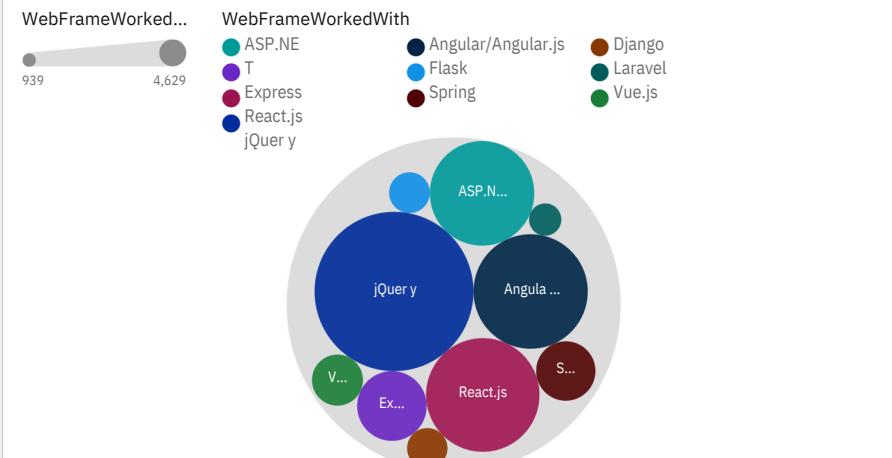 WebFrameWorked... WebFrameWorkedWith
939 4,629
ASP.NE
T
Express
React.js
jQuer y
Angular/Angular.js
Flask
Spring
Django
Laravel
Vue.js
ASP.N...
jQuer y
Angula ...
V...
Ex...
React.js
S...